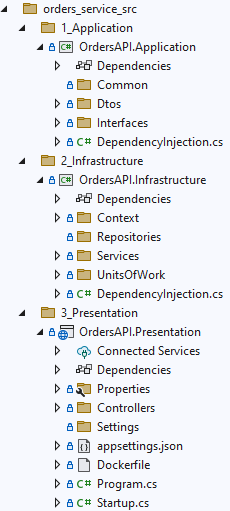 orders_service_src
1_Application
OrdersAPI.Application
Dependencies
Common
Dtos
Interfaces
DependencyInjection.cs
2_Infrastructure
OrdersAPI.Infrastructure
Dependencies
Context
Repositories
Services
UnitsOfWork
DependencyInjection.cs
3_Presentation
OrdersAPI.Presentation
Connected Services
Dependencies
Properties
Controllers
Settings
appsettings.json
Dockerfile
Program.cs
Startup.cs